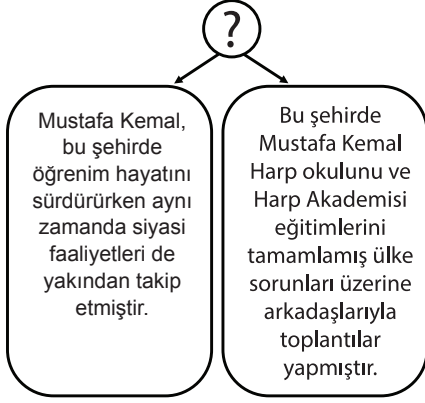 ?
Mustafa Kemal,
bu şehirde
öğrenim hayatını
sürdürürken aynı
zamanda siyasi
faaliyetleri de
yakından takip
etmiştir.
Bu şehirde
Mustafa Kemal
Harp okulunu ve
Harp Akademisi
eğitimlerini
tamamlamış ülke
sorunları üzerine
arkadaşlarıyla
toplantılar
yapmıştır.